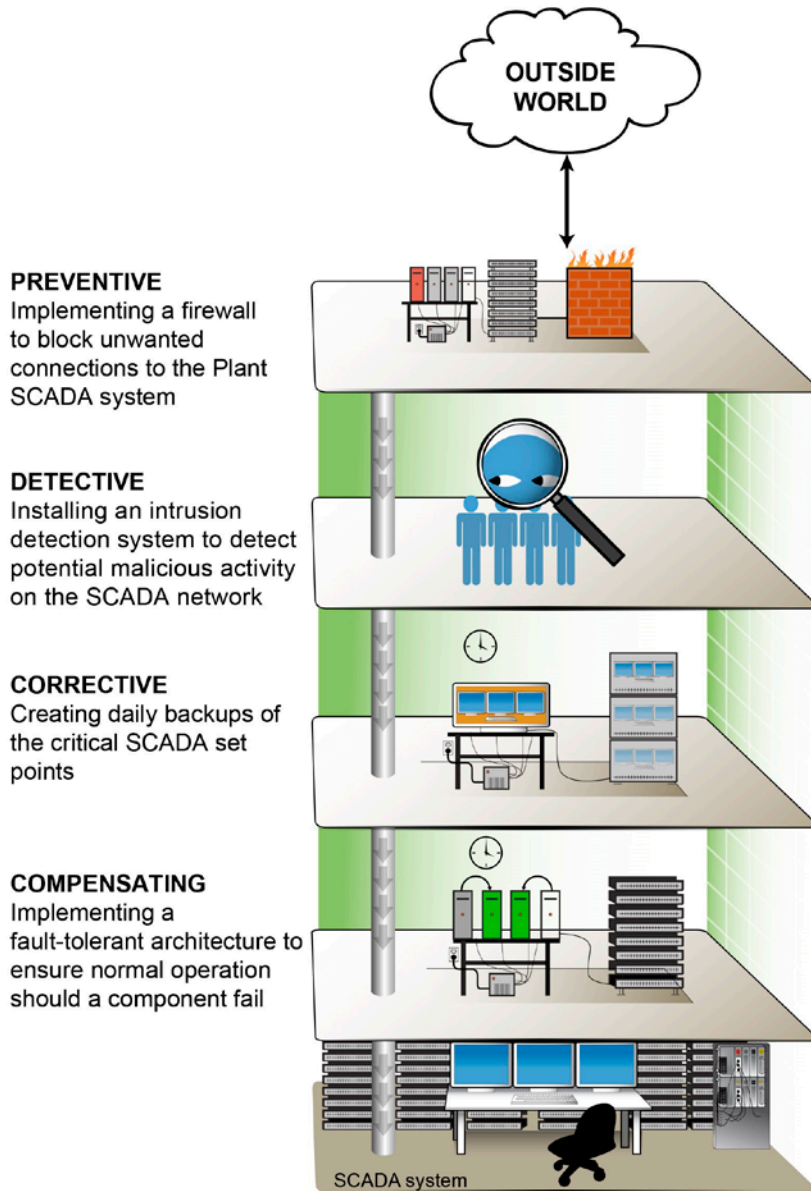 OUTSIDE
WORLD
PREVENTIVE
Implementing a firewall
to block unwanted
connections to the Plant
SCADA system
DETECTIVE
Installing an intrusion
detection system to detect
potential malicious activity
on the SCADA network
CORRECTIVE
Creating daily backups of
the critical SCADA set
points
COMPENSATING
Implementing a
fault-tolerant architecture to
ensure normal operation
should a component fail
SCADA system